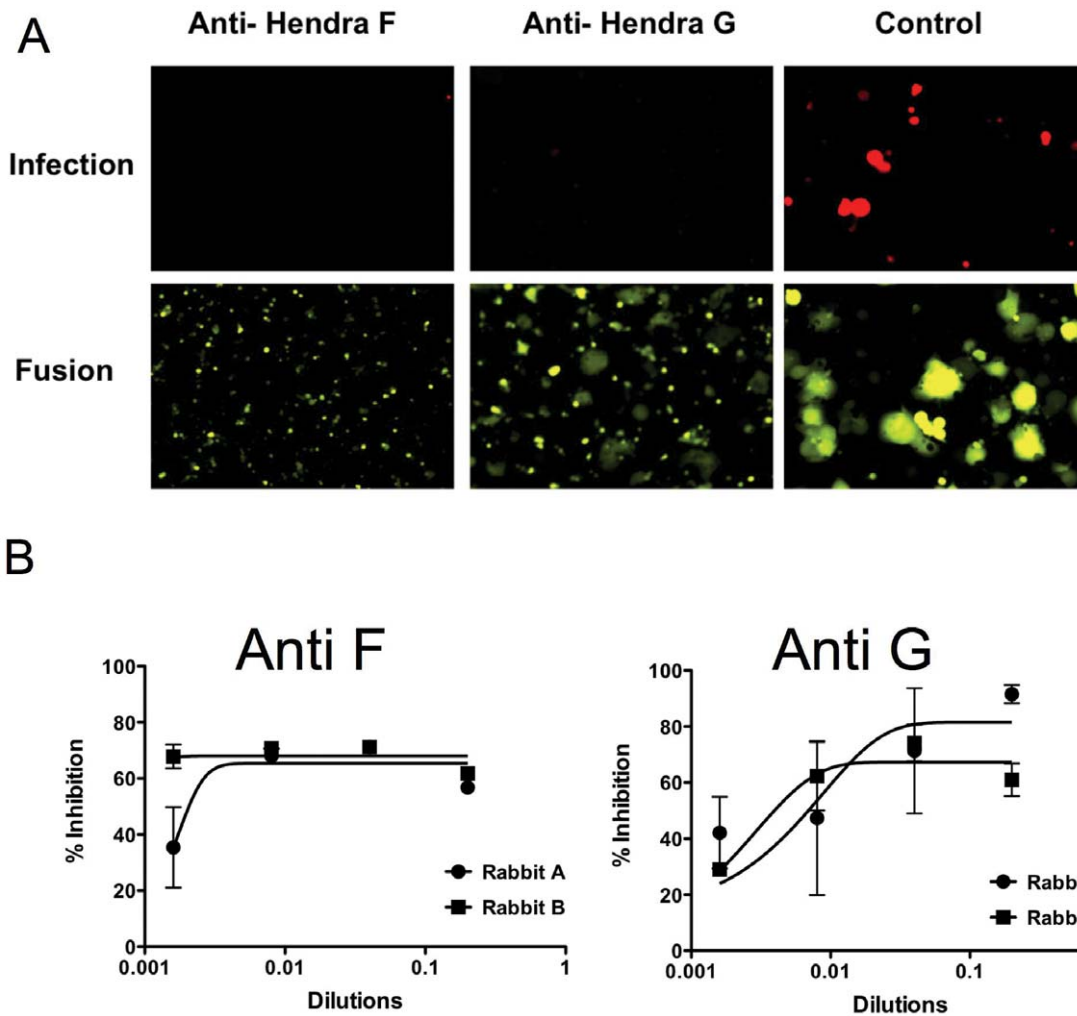 A
Anti- Hendra F
Anti- Hendra G
Control
Infection
Fusion
B
Anti F
100
80
60
40
20
0
% Inhibition
0.001
0.01
0.1
1
Dilutions
Rabbit A
Rabbit B
Anti G
100
80
60
40
20
0
% Inhibition
0.001
0.01
0.1
Dilutions
Rabb
Rabb